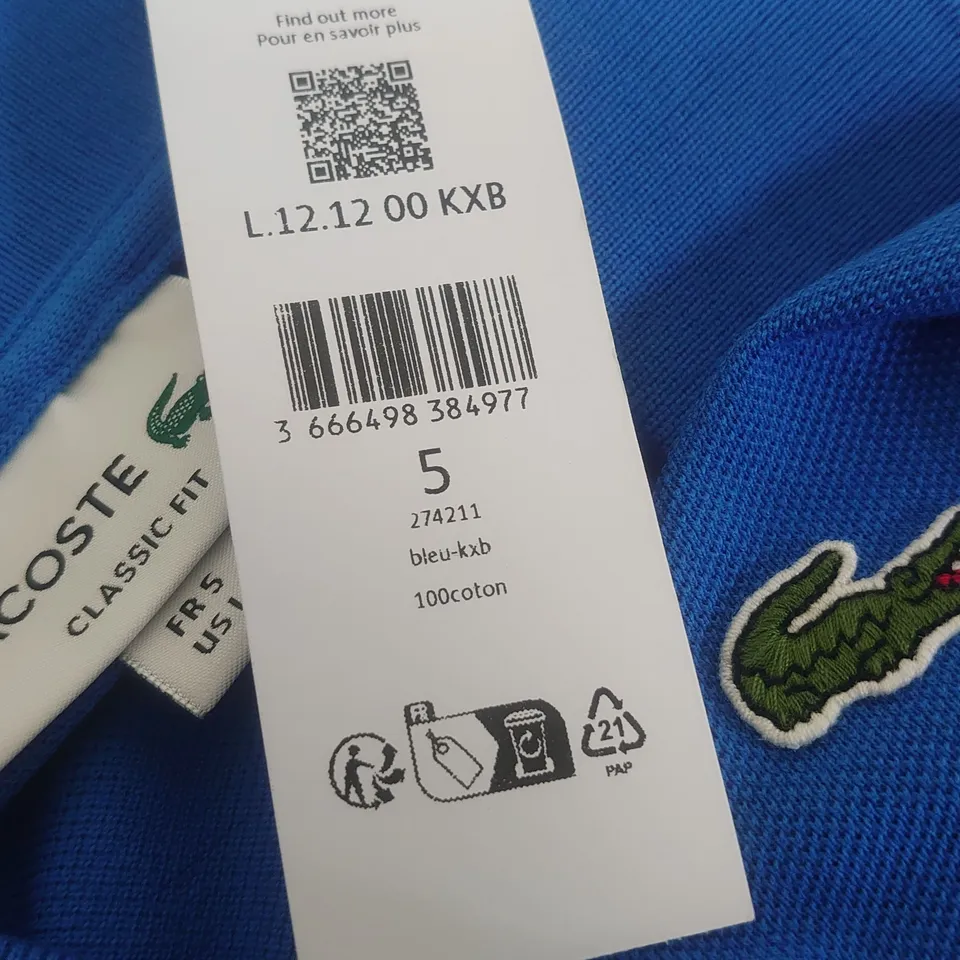 Find out more
Pour en savoir plus
L.12.12 00 KXB
3 666498 384977
5
274211
bleu-kxb
100coton
FR
21
PAP
COSTE
CLASSIC FIT
FR 5
US